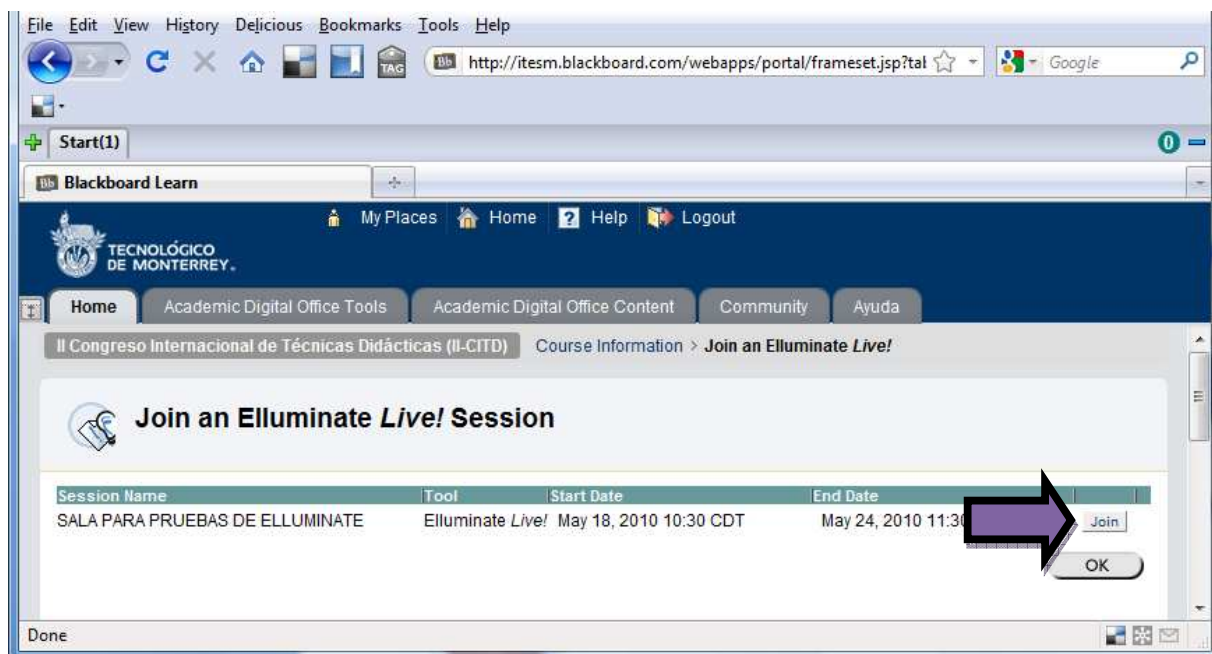 File Edit View History Delicious Bookmarks Tools Help
TAG Bb http://itesm.blackboard.com/webapps/portal/frameset.jsp?tal Google
Start(1) 0
Bb Blackboard Learn
My Places Home ? Help Logout
TECNOLÓGICO
DE MONTERREY.
Home Academic Digital Office Tools Academic Digital Office Content Community Ayuda
II Congreso Internacional de Técnicas Didácticas (II-CITD) Course Information > Join an Elluminate Live!
Join an Elluminate Live! Session
Session Name Tool Start Date End Date
SALA PARA PRUEBAS DE ELLUMINATE Elluminate Live! May 18, 2010 10:30 CDT May 24, 2010 11:30 Join
OK
Done